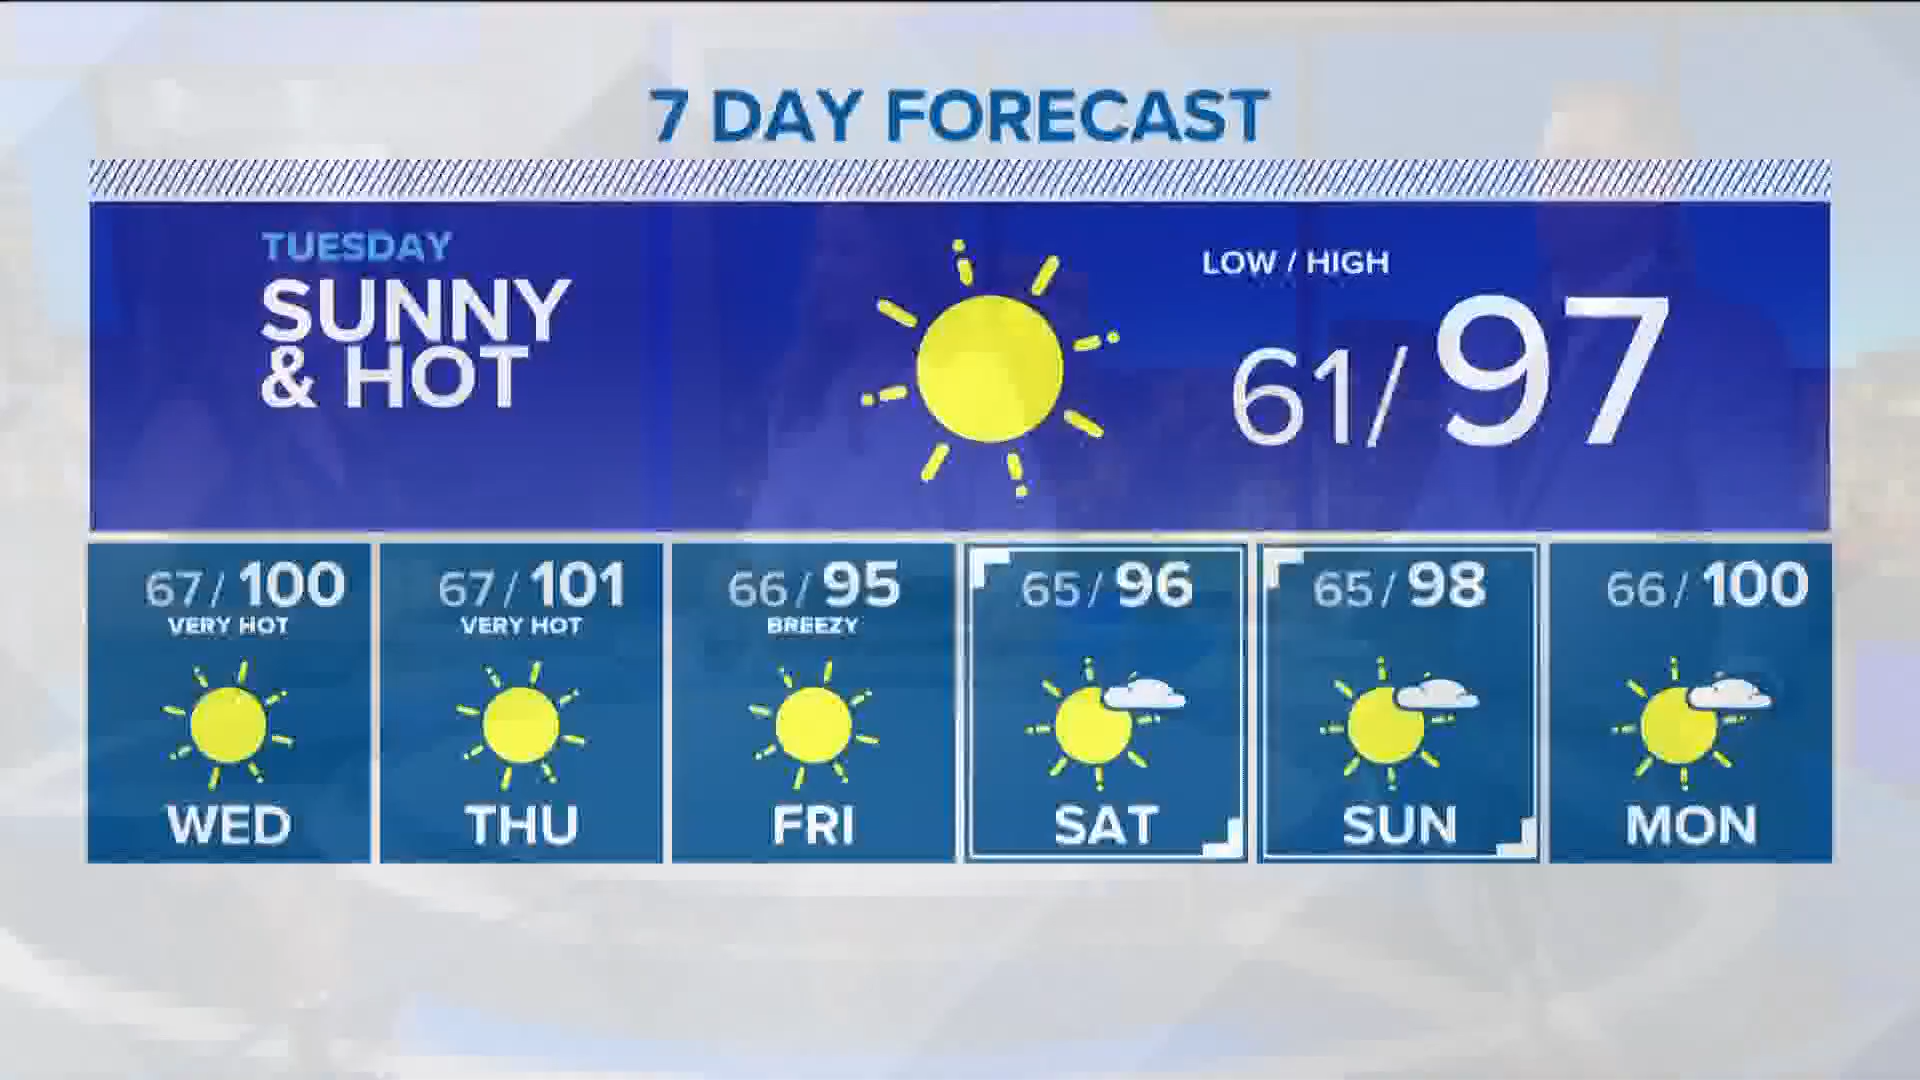 7 DAY FORECAST
TUESDAY
SUNNY
& HOT
LOW / HIGH
61/97
67/100
VERY HOT
WED
67/101
VERY HOT
THU
66/95
BREEZY
FRI
65/96
SAT
65/98
SUN
66/100
MON